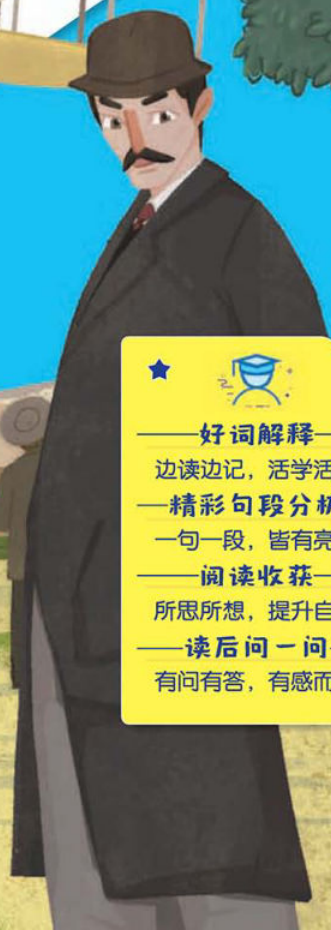 ——好词解释—
边读边记，活学活
—精彩句段分析
一句一段，皆有亮
——阅读收获—
所思所想，提升自
——读后问一问
有问有答，有感而